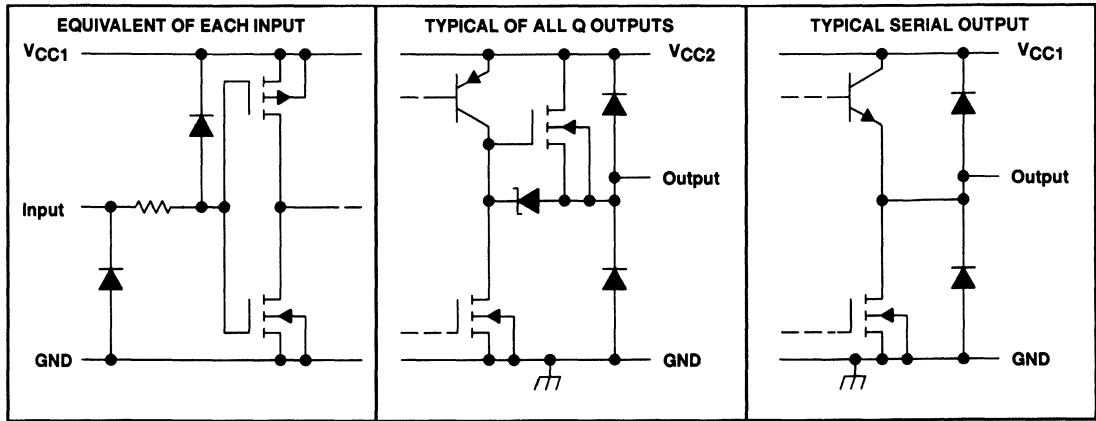 EQUIVALENT OF EACH INPUT
VCC1
Input
GND
TYPICAL OF ALL Q OUTPUTS
VCC2
Output
GND
TYPICAL SERIAL OUTPUT
VCC1
Output
GND